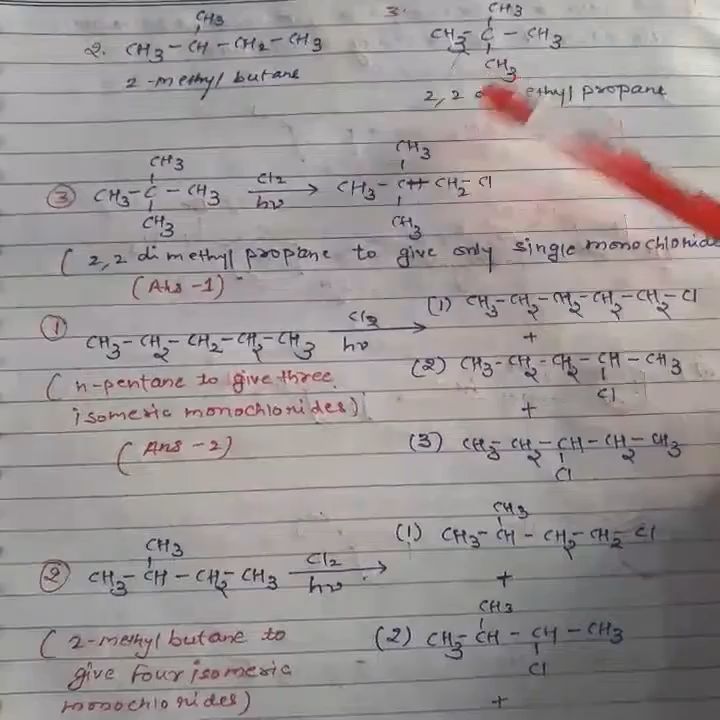 CH3
2. CH3-CH-CH2-CH3
2-methyl butane
3.
CH3
CH3-C-CH3
CH3
2,2 ethyl propane
CH3
③ CH3-C-CH3 Cl2 hν → CH3-CH-CH2 Cl
CH3
CH3
CH3
( 2,2 dimethyl propane to give only single monochloride
(Ans-1)
① CH3-CH2-CH2-CH2-CH3 Cl2 hν → (1) CH3-CH2-CH2-CH2-CH2-Cl
+
( n-pentane to give three (2) CH3-CH2-CH2-CH-CH3
Cl
isomeric monochlorides)
+
( Ans-2) (3) CH3-CH2-CH-CH2-CH3
Cl
CH3
(1) CH3-CH-CH2-CH2 Cl
CH3
② CH3-CH-CH2-CH3 Cl2 hν →
+
CH3
( 2-methyl butane to (2) CH3-CH-CH-CH3
Cl
give four isomeric
monochlorides)
+